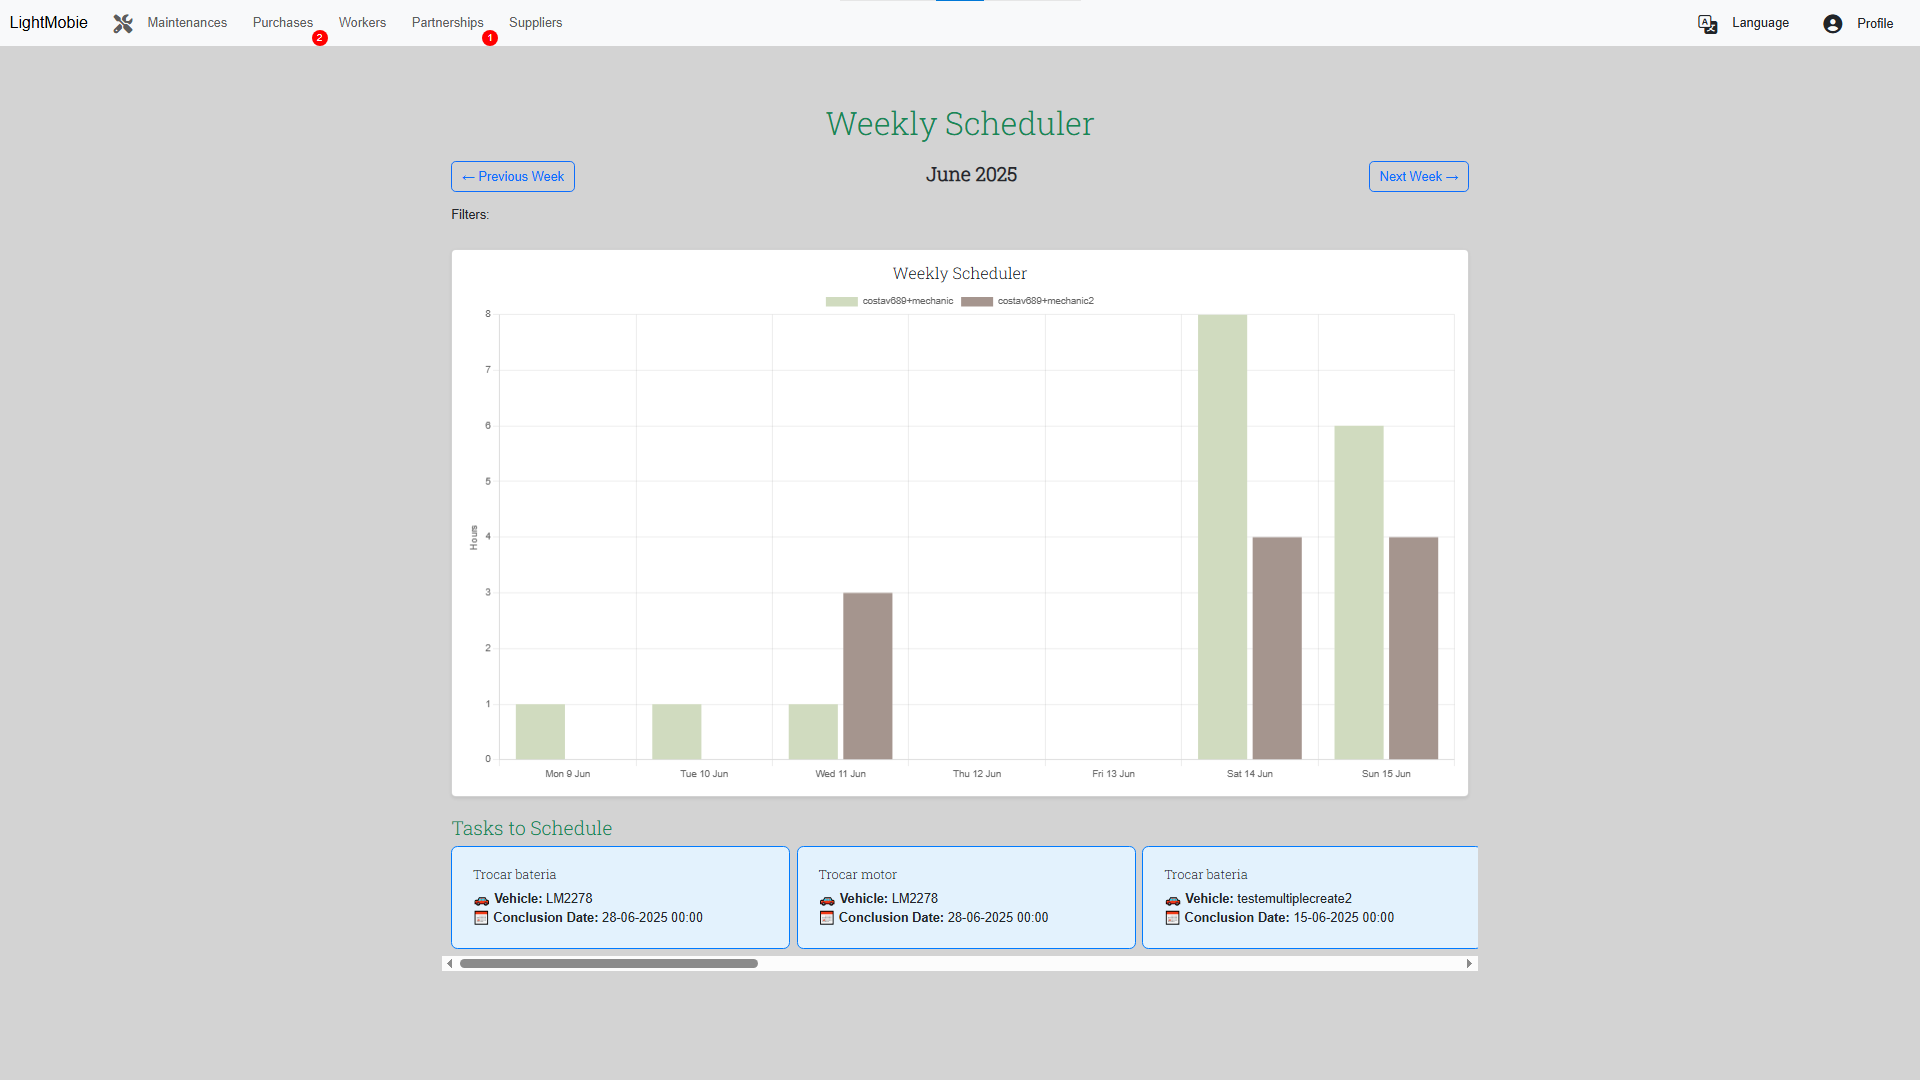 LightMobie Maintenances Purchases 2 Workers Partnerships 1 Suppliers Language Profile
Weekly Scheduler
← Previous Week June 2025 Next Week →
Filters:
Weekly Scheduler
costav689+mechanic costav689+mechanic2
8
7
6
5
4
3
2
1
0
Hours
Mon 9 Jun Tue 10 Jun Wed 11 Jun Thu 12 Jun Fri 13 Jun Sat 14 Jun Sun 15 Jun
Tasks to Schedule
Trocar bateria
Vehicle: LM2278
Conclusion Date: 28-06-2025 00:00
Trocar motor
Vehicle: LM2278
Conclusion Date: 28-06-2025 00:00
Trocar bateria
Vehicle: testemultiplecreate2
Conclusion Date: 15-06-2025 00:00